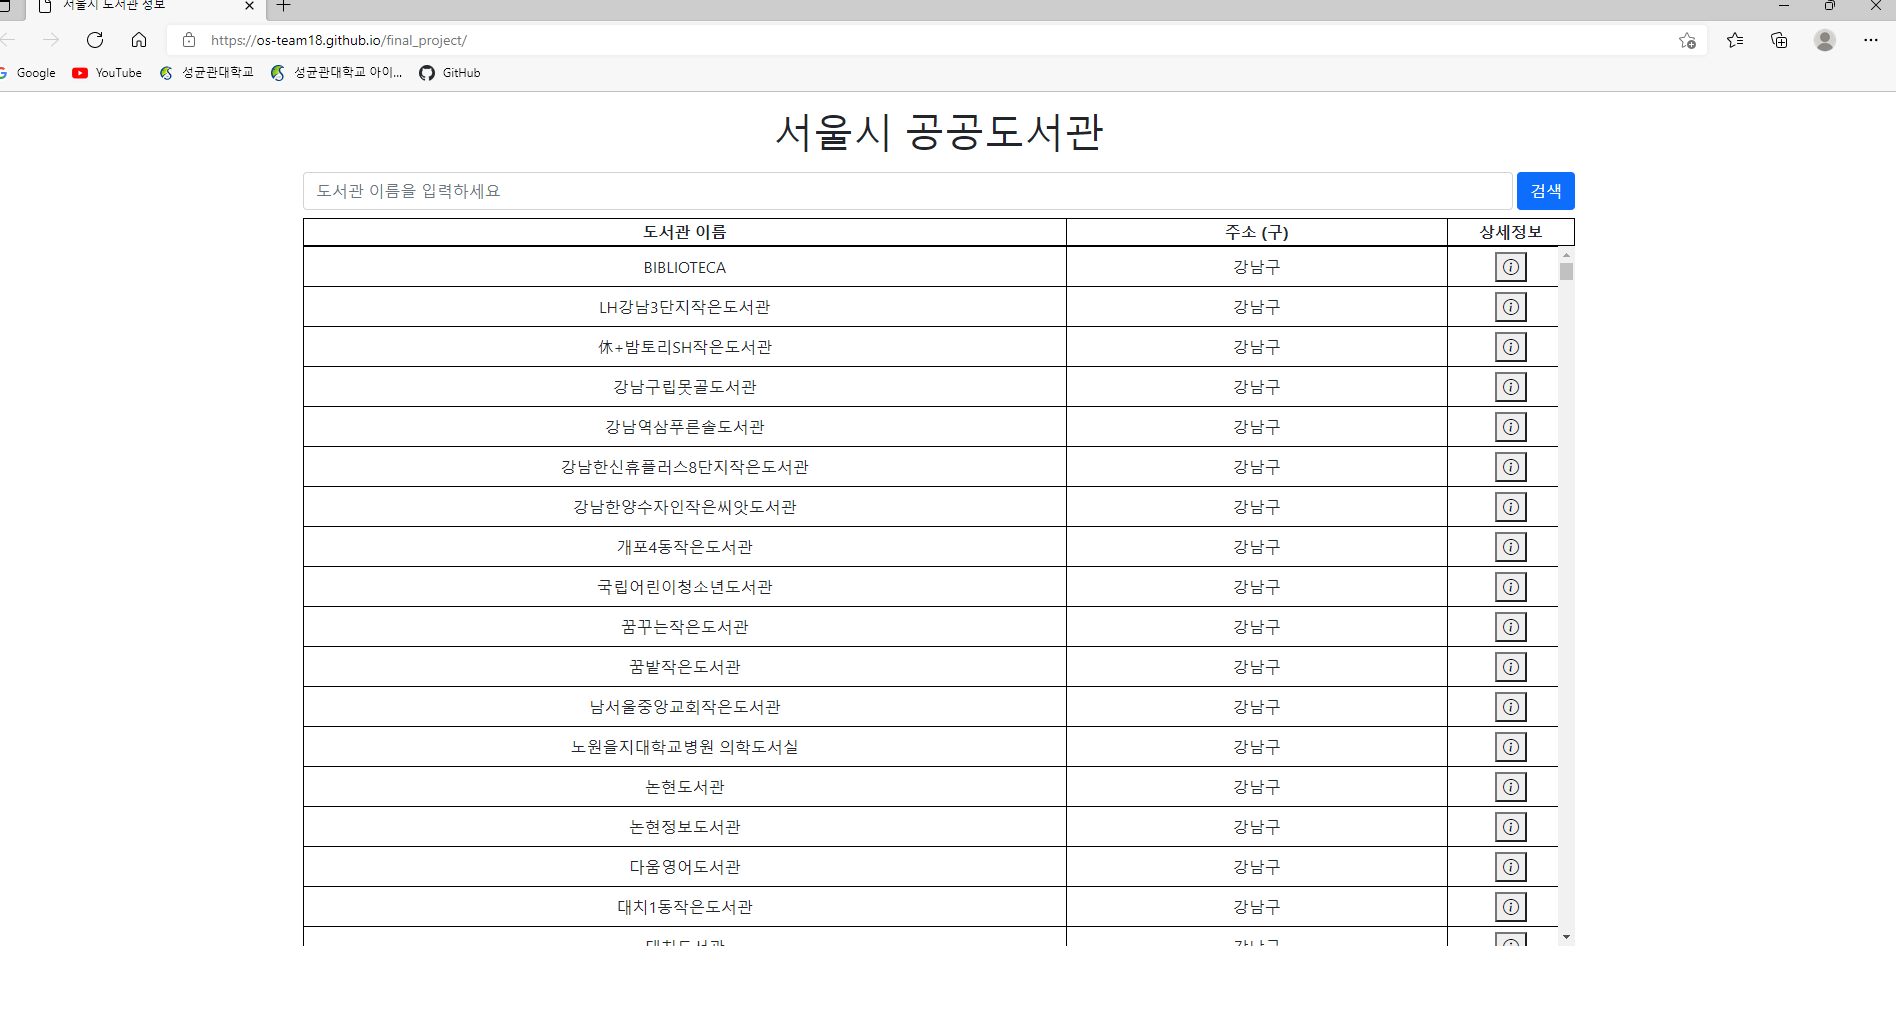 서울시 도서관 정보
https://os-team18.github.io/final_project/
Google YouTube 성균관대학교 성균관대학교 아이... GitHub
서울시 공공도서관
도서관 이름을 입력하세요 검색
도서관 이름 주소 (구) 상세정보
BIBLIOTECA 강남구
LH강남3단지작은도서관 강남구
休+밤토리SH작은도서관 강남구
강남구립못골도서관 강남구
강남역삼푸른솔도서관 강남구
강남한신휴플러스8단지작은도서관 강남구
강남한양수자인작은씨앗도서관 강남구
개포4동작은도서관 강남구
국립어린이청소년도서관 강남구
꿈꾸는작은도서관 강남구
꿈밭작은도서관 강남구
남서울중앙교회작은도서관 강남구
노원을지대학교병원 의학도서실 강남구
논현도서관 강남구
논현정보도서관 강남구
다움영어도서관 강남구
대치1동작은도서관 강남구
대치도서관 강남구